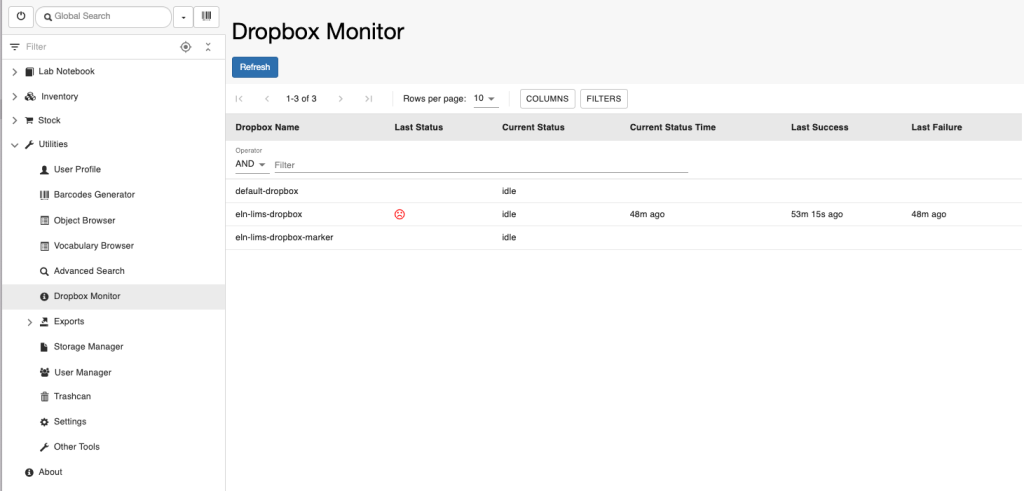 Global Search
Filter
Lab Notebook
Inventory
Stock
Utilities
User Profile
Barcodes Generator
Object Browser
Vocabulary Browser
Advanced Search
Dropbox Monitor
Exports
Storage Manager
User Manager
Trashcan
Settings
Other Tools
About
Dropbox Monitor
Refresh
1-3 of 3 Rows per page: 10 COLUMNS FILTERS
Dropbox Name Last Status Current Status Current Status Time Last Success Last Failure
Operator
AND Filter
default-dropbox idle
eln-lims-dropbox idle 48m ago 53m 15s ago 48m ago
eln-lims-dropbox-marker idle